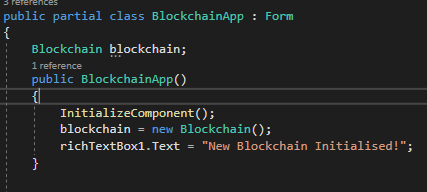 3 references
public partial class BlockchainApp : Form
{
Blockchain blockchain;
1 reference
public BlockchainApp()
{
InitializeComponent();
blockchain = new Blockchain();
richTextBox1.Text = "New Blockchain Initialised!";
}